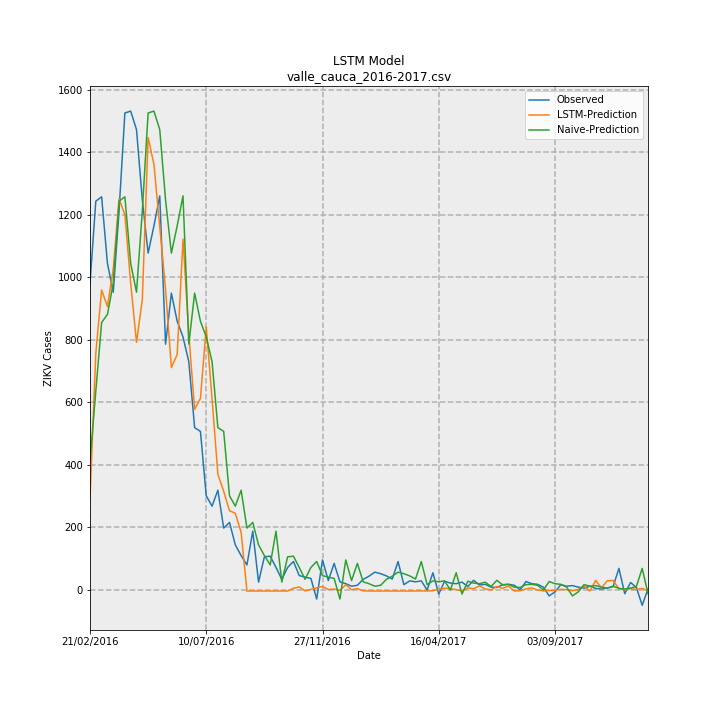 LSTM Model
valle_cauca_2016-2017.csv
Observed
LSTM-Prediction
Naive-Prediction
ZIKV Cases
1600
1400
1200
1000
800
600
400
200
0
21/02/2016
10/07/2016
27/11/2016
16/04/2017
03/09/2017
Date